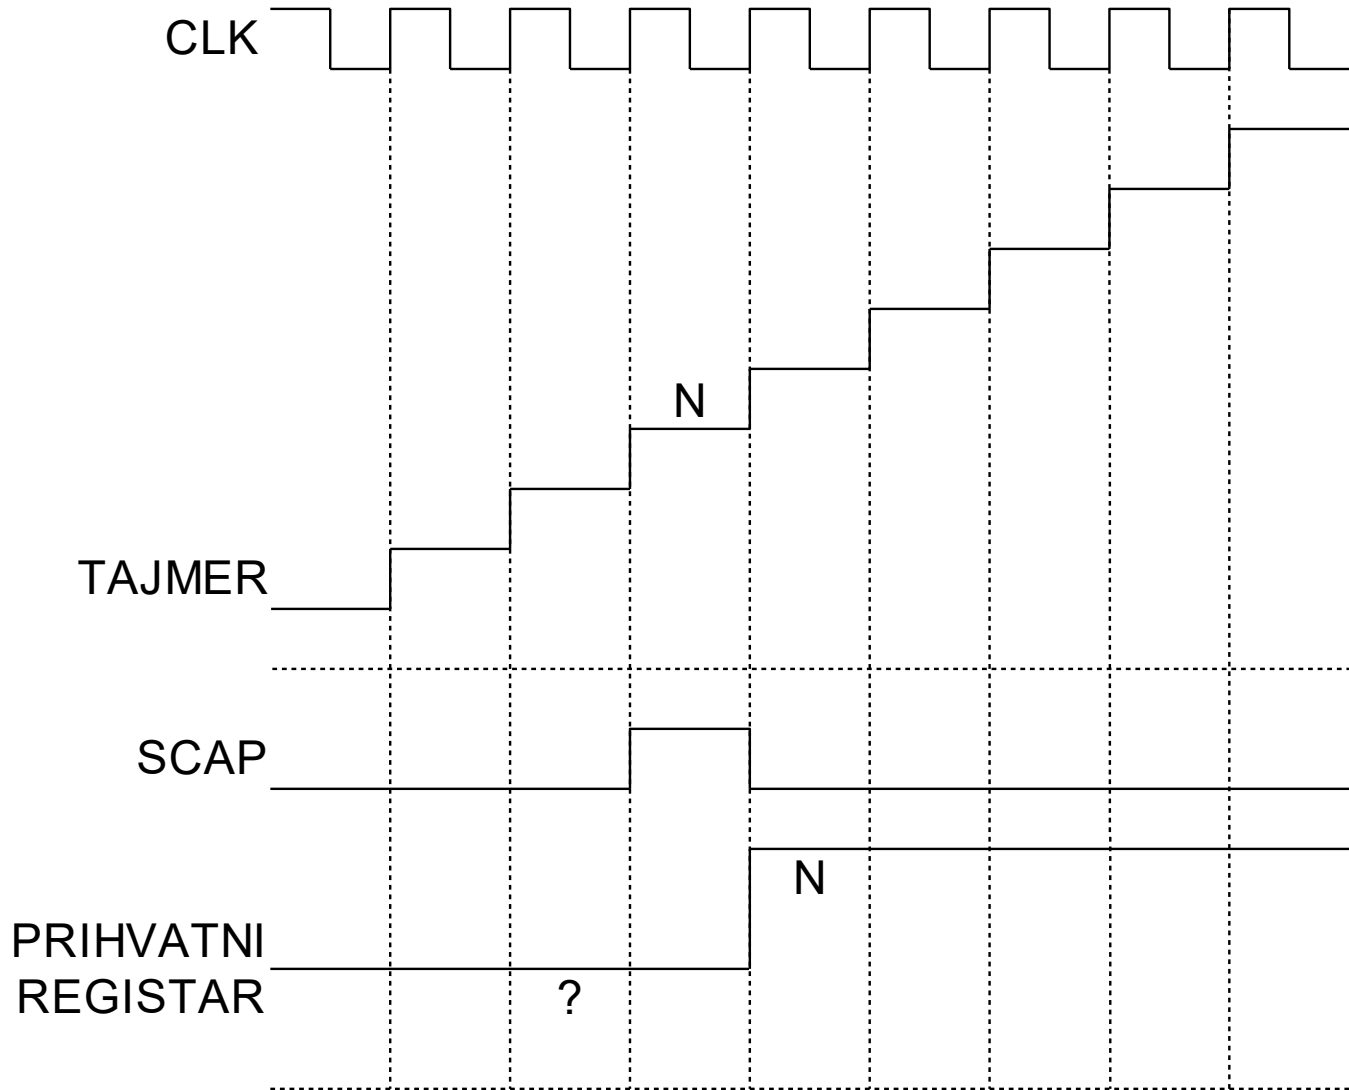 CLK
N
TAJMER
SCAP
N
PRIHVATNI
REGISTAR
?